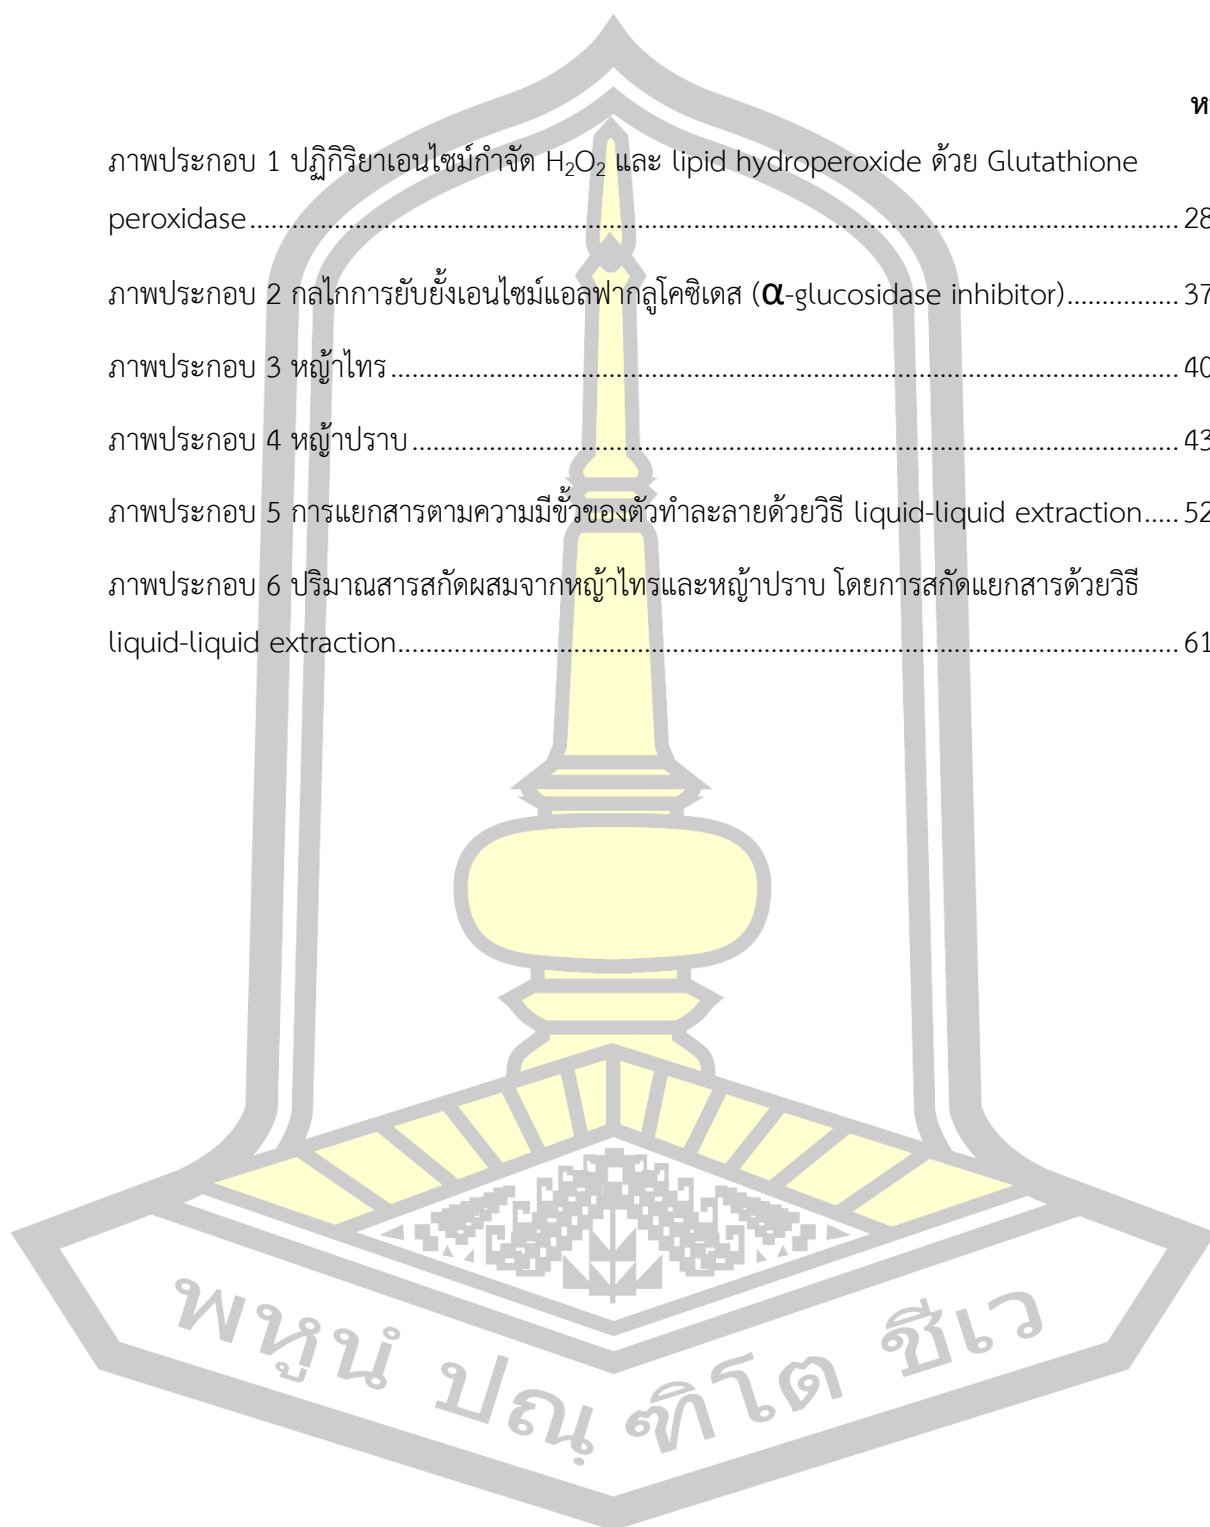 ห
ภาพประกอบ 1 ปฏิกิริยาเอนไซม์กำจัด H₂O₂ และ lipid hydroperoxide ด้วย Glutathione
peroxidase ........................................ 28
ภาพประกอบ 2 กลไกการยับยั้งเอนไซม์แอลฟากลูโคซิเดส (α-glucosidase inhibitor) ................ 37
ภาพประกอบ 3 หญ้าไทร ........................................ 40
ภาพประกอบ 4 หญ้าปราบ ........................................ 43
ภาพประกอบ 5 การแยกสารตามความมีขั้วของตัวทำละลายด้วยวิธี liquid-liquid extraction ..... 52
ภาพประกอบ 6 ปริมาณสารสกัดผสมจากหญ้าไทรและหญ้าปราบ โดยการสกัดแยกสารด้วยวิธี
liquid-liquid extraction ........................................ 61
พหูนํ ปณฺฑิโต ชีเว